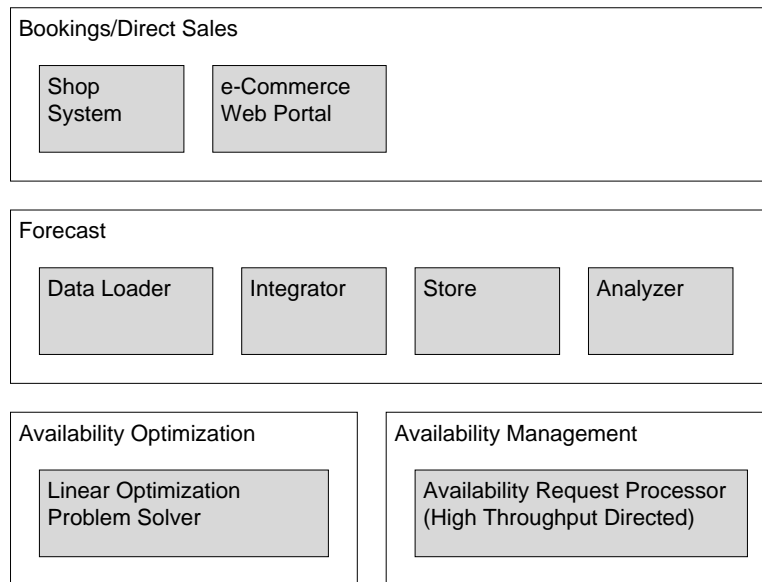 Bookings/Direct Sales
Shop
System
e-Commerce
Web Portal
Forecast
Data Loader
Integrator
Store
Analyzer
Availability Optimization
Linear Optimization
Problem Solver
Availability Management
Availability Request Processor
(High Throughput Directed)